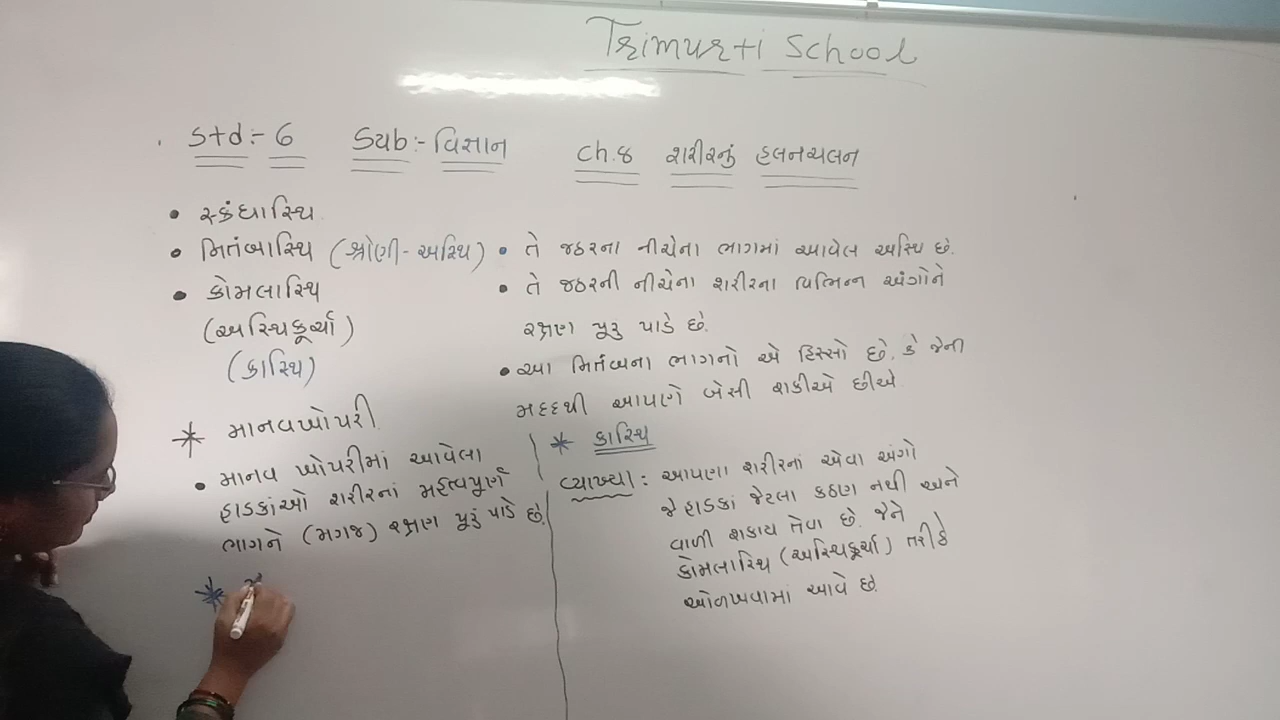 Trimurti School
Std:- 6 Sub:- વિજ્ઞાન Ch.8 શરીરનું હલનચલન
• સ્કંધાસ્થિ
• નિતંબાસ્થિ (શ્રોણી-અસ્થિ)
• કોમલાસ્થિ
(અસ્થિકૂર્ચા)
(કાસ્થિ)
* માનવખોપરી
• માનવ ખોપરીમાં આવેલા
હાડકાંઓ શરીરનાં મહત્વપૂર્ણ
ભાગને (મગજ) રક્ષણ પૂરું પાડે છે.
*
• તે જઠરના નીચેના ભાગમાં આવેલ અસ્થિ છે.
• તે જઠરની નીચેના શરીરના વિભિન્ન અંગોને
રક્ષણ પૂરૂ પાડે છે.
• આ નિતંબના ભાગનો એ હિસ્સો છે. કે જેની
મદદથી આપણે બેસી શકીએ છીએ.
* કાસ્થિ
વ્યાખ્યા : આપણા શરીરનાં એવા અંગો
જે હાડકાં જેટલા કઠણ નથી અને
વાળી શકાય તેવા છે. જેને
કોમલાસ્થિ (અસ્થિકૂર્ચા) તરીકે
ઓળખવામાં આવે છે.